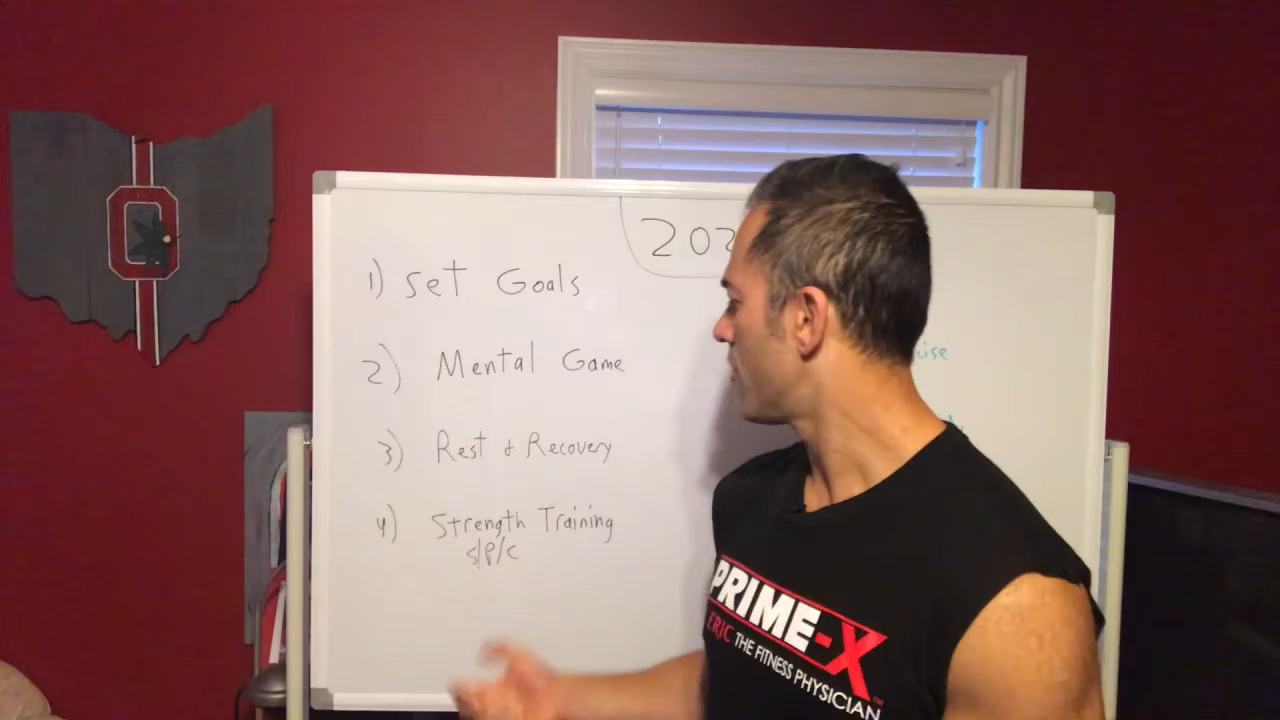 202
1) Set Goals
2) Mental Game
3) Rest & Recovery
4) Strength Training
S/P/C
O
PRIME-X
ERIC THE FITNESS PHYSICIAN